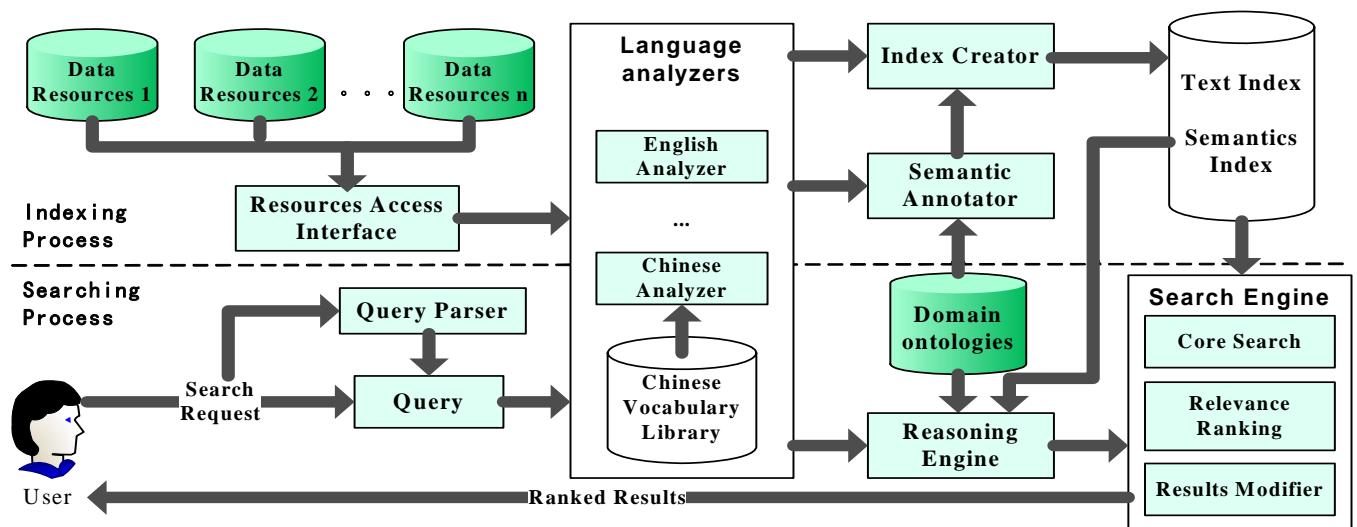 Data
Resources 1
Data
Resources 2
. . .
Data
Resources n
Language
analyzers
Index Creator
Text Index
Semantics
Index
English
Analyzer
Semantic
Annotator
Resources Access
Interface
...
Indexing
Process
Chinese
Analyzer
Searching
Process
Query Parser
Domain
ontologies
Search Engine
Core Search
Search
Request
Query
Chinese
Vocabulary
Library
Reasoning
Engine
Relevance
Ranking
Results Modifier
User
Ranked Results